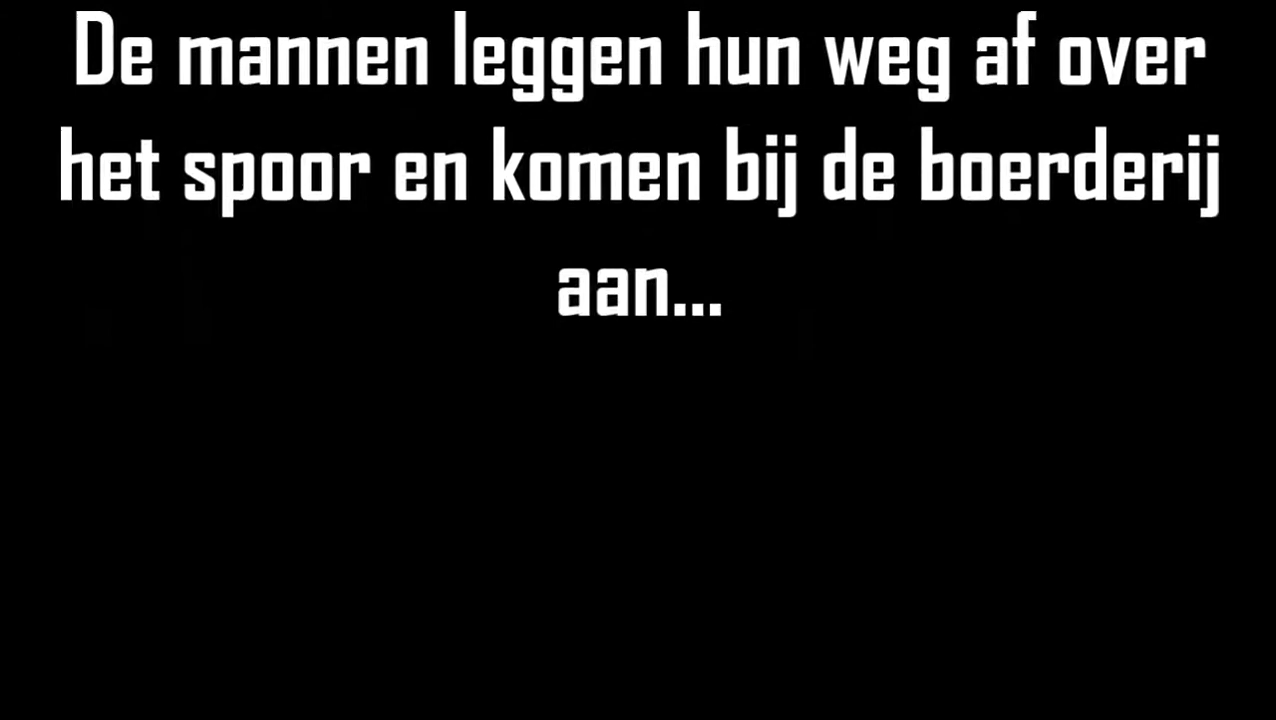 De mannen leggen hun weg af over
het spoor en komen bij de boerderij
aan...